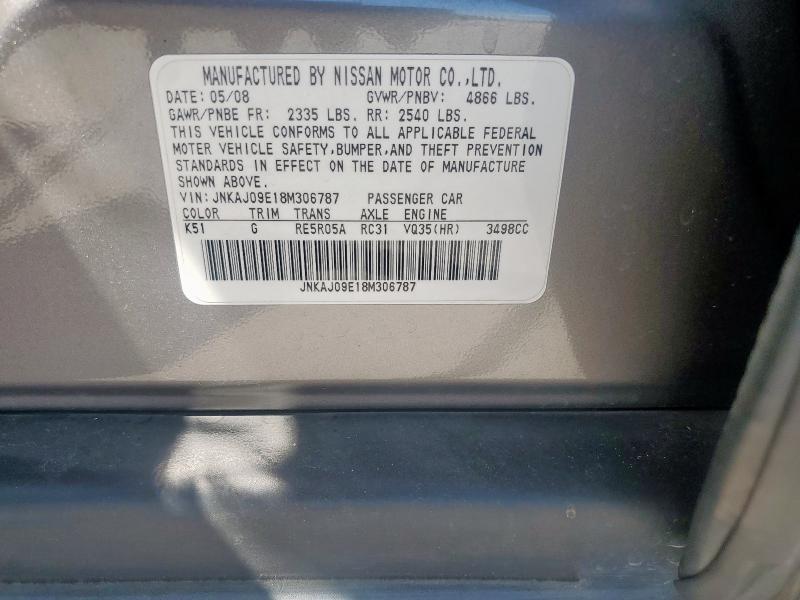 MANUFACTURED BY NISSAN MOTOR CO.,LTD.
DATE: 05/08 GVWR/PNBV: 4866 LBS.
GAWR/PNBE FR: 2335 LBS. RR: 2540 LBS.
THIS VEHICLE CONFORMS TO ALL APPLICABLE FEDERAL
MOTOR VEHICLE SAFETY,BUMPER,AND THEFT PREVENTION
STANDARDS IN EFFECT ON THE DATE OF MANUFACTURE
SHOWN ABOVE.
VIN: JNKAJ09E18M306787 PASSENGER CAR
COLOR TRIM TRANS AXLE ENGINE
K51 G RE5R05A RC31 VQ35(HR) 3498CC
JNKAJ09E18M306787